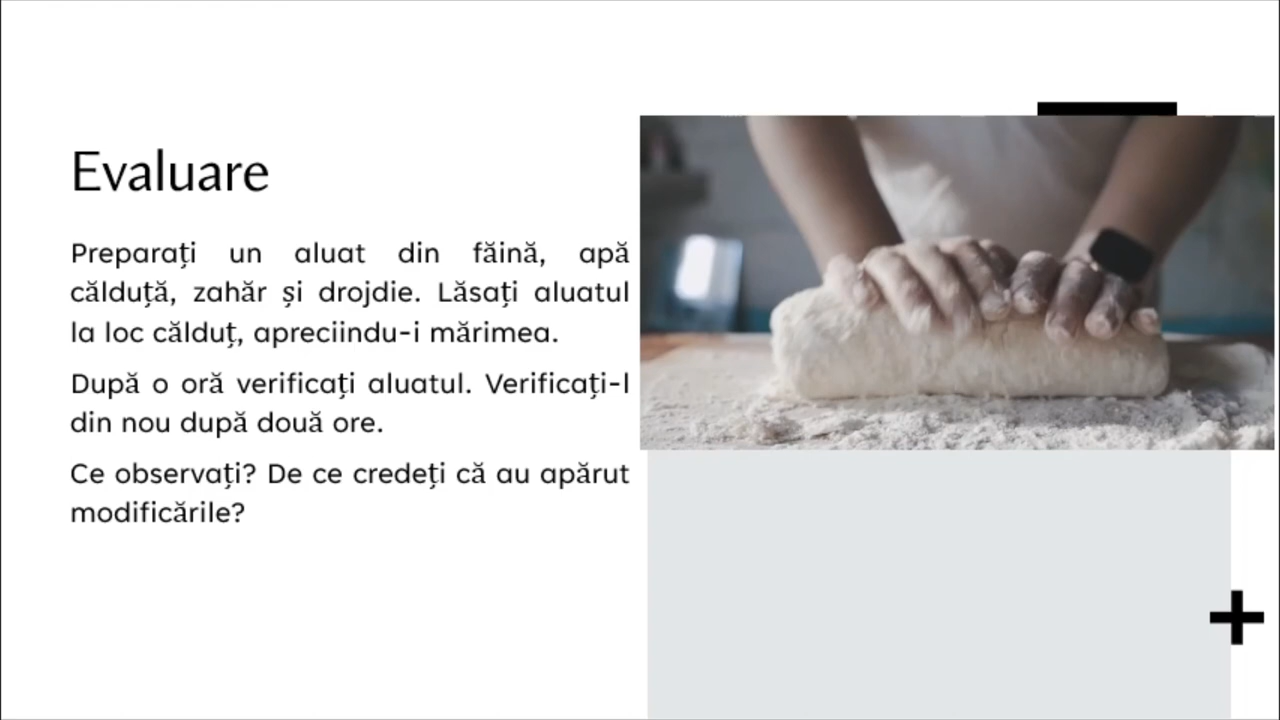 Evaluare
Preparați un aluat din făină, apă
călduță, zahăr și drojdie. Lăsați aluatul
la loc călduț, apreciindu-i mărimea.
După o oră verificați aluatul. Verificați-l
din nou după două ore.
Ce observați? De ce credeți că au apărut
modificările?